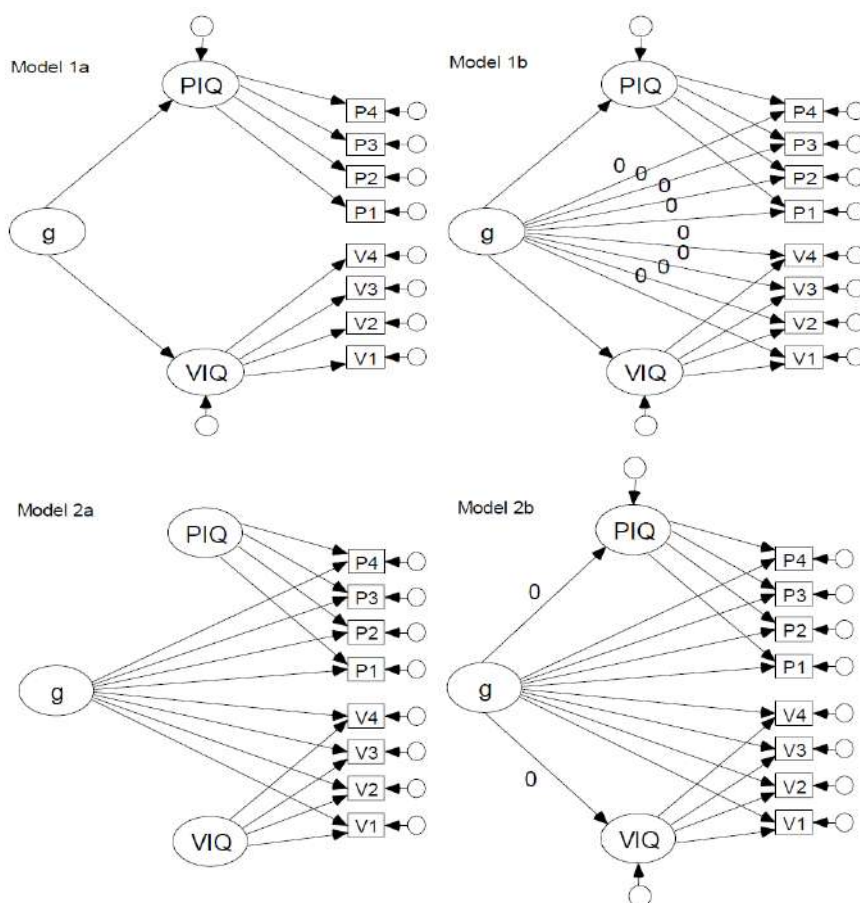 Model 1a
PIQ
P4
P3
P2
P1
g
V4
V3
V2
V1
VIQ
Model 1b
PIQ
P4
P3
P2
P1
0
0
0
0
g
0
0
0
0
V4
V3
V2
V1
VIQ
Model 2a
PIQ
P4
P3
P2
P1
g
V4
V3
V2
V1
VIQ
Model 2b
PIQ
P4
P3
P2
P1
0
g
0
V4
V3
V2
V1
VIQ